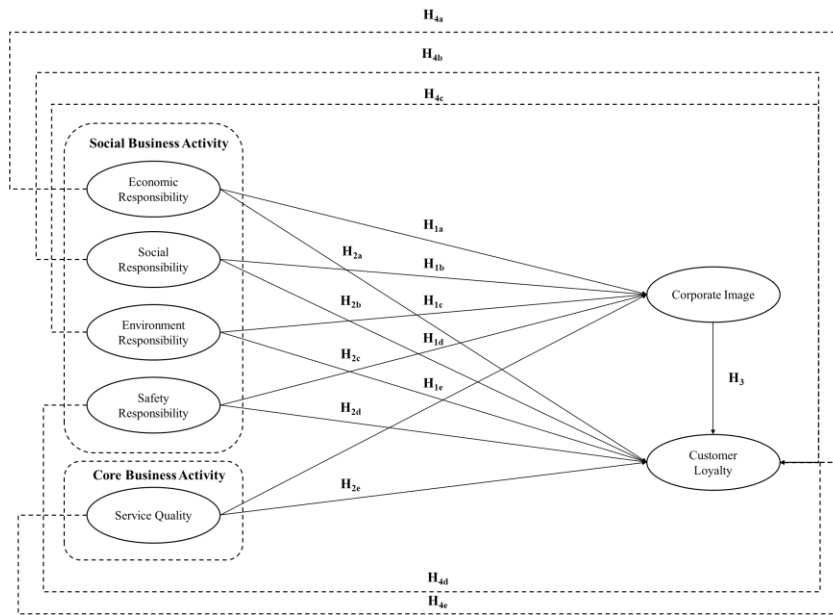 H4a
H4b
H4c
Social Business Activity
Economic
Responsibility
H1a
Social
Responsibility
H2a
H1b
Corporate Image
H2b
H1c
Environment
Responsibility
H1d
H2c
H3
H1e
Safety
Responsibility
H2d
Customer
Loyalty
Core Business Activity
H2e
Service Quality
H4d
H4e